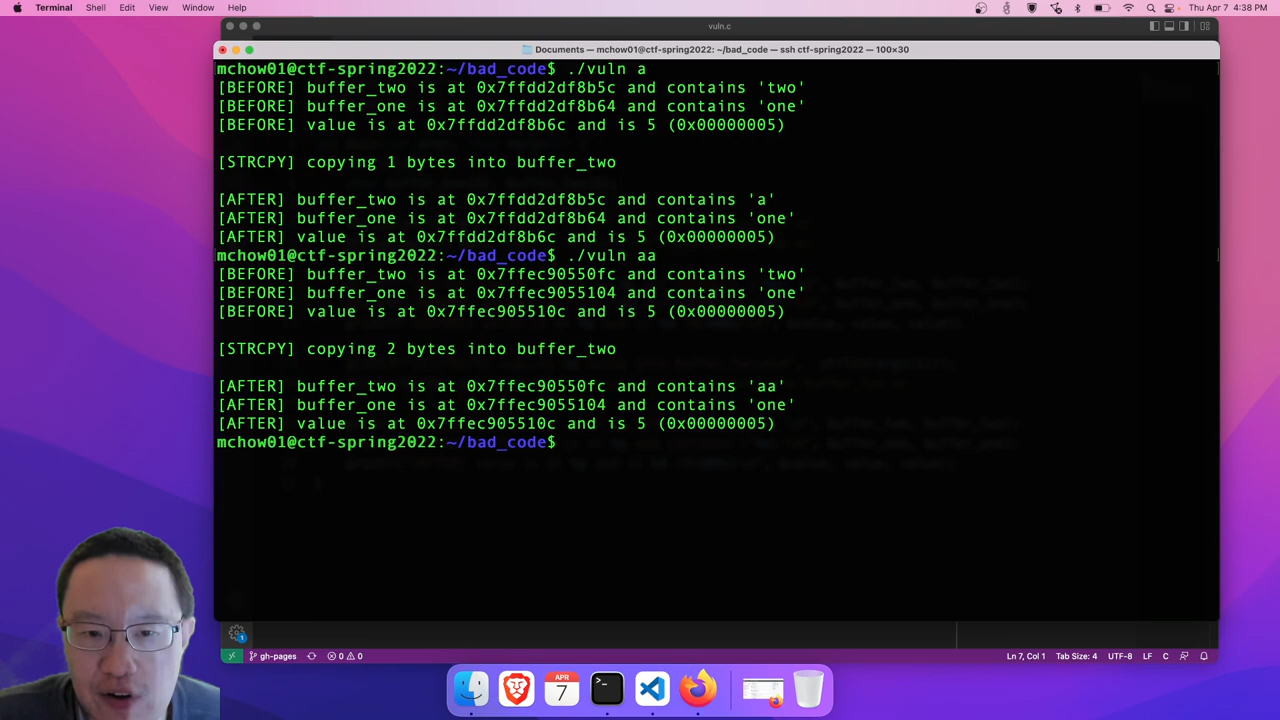 Shell Edit View Window Help
Terminal
Thu Apr 7 4:38 PM
vuln.c
Documents — mchow01@ctf-spring2022: ~/bad_code — ssh ctf-spring2022 — 100×30
mchow01@ctf-spring2022:~/bad_code$ ./vuln a
[BEFORE] buffer_two is at 0x7ffdd2df8b5c and contains 'two'
[BEFORE] buffer_one is at 0x7ffdd2df8b64 and contains 'one'
[BEFORE] value is at 0x7ffdd2df8b6c and is 5 (0x00000005)
[STRCPY] copying 1 bytes into buffer_two
[AFTER] buffer_two is at 0x7ffdd2df8b5c and contains 'a'
[AFTER] buffer_one is at 0x7ffdd2df8b64 and contains 'one'
[AFTER] value is at 0x7ffdd2df8b6c and is 5 (0x00000005)
mchow01@ctf-spring2022:~/bad_code$ ./vuln aa
[BEFORE] buffer_two is at 0x7ffec90550fc and contains 'two'
[BEFORE] buffer_one is at 0x7ffec9055104 and contains 'one'
[BEFORE] value is at 0x7ffec905510c and is 5 (0x00000005)
[STRCPY] copying 2 bytes into buffer_two
[AFTER] buffer_two is at 0x7ffec90550fc and contains 'aa'
[AFTER] buffer_one is at 0x7ffec9055104 and contains 'one'
[AFTER] value is at 0x7ffec905510c and is 5 (0x00000005)
mchow01@ctf-spring2022:~/bad_code$
1
gh-pages 0 0
Ln 7, Col 1 Tab Size: 4 UTF-8 LF C
APR
7